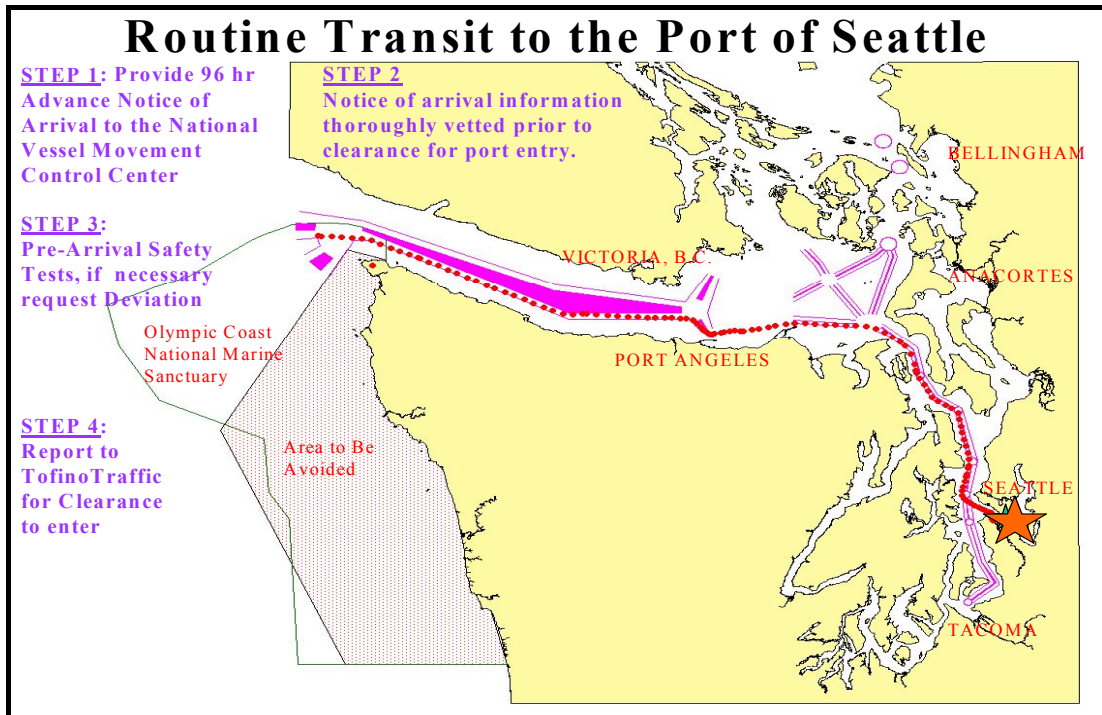 Routine Transit to the Port of Seattle
STEP 1: Provide 96 hr
Advance Notice of
Arrival to the National
Vessel Movement
Control Center
STEP 2
Notice of arrival information
thoroughly vetted prior to
clearance for port entry.
STEP 3:
Pre-Arrival Safety
Tests, if necessary
request Deviation
STEP 4:
Report to
TofinoTraffic
for Clearance
to enter
BELLINGHAM
VICTORIA, B.C.
ANACORTES
Olympic Coast
National Marine
Sanctuary
PORT ANGELES
Area to Be
Avoided
SEATTLE
TACOMA